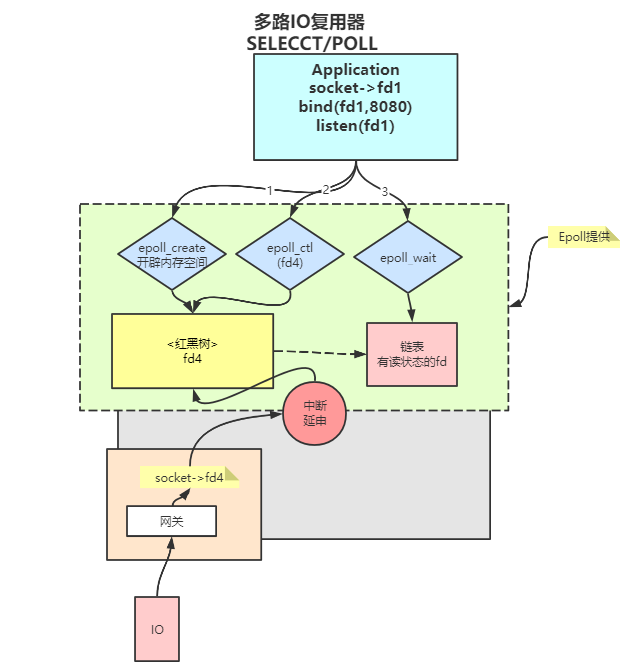 多路IO复用器
SELECCT/POLL
Application
socket->fd1
bind(fd1,8080)
listen(fd1)
1
2
3
epoll_create
开辟内存空间
epoll_ctl
(fd4)
epoll_wait
Epoll提供
<红黑树>
fd4
链表
有读状态的fd
中断
延申
socket->fd4
网关
IO